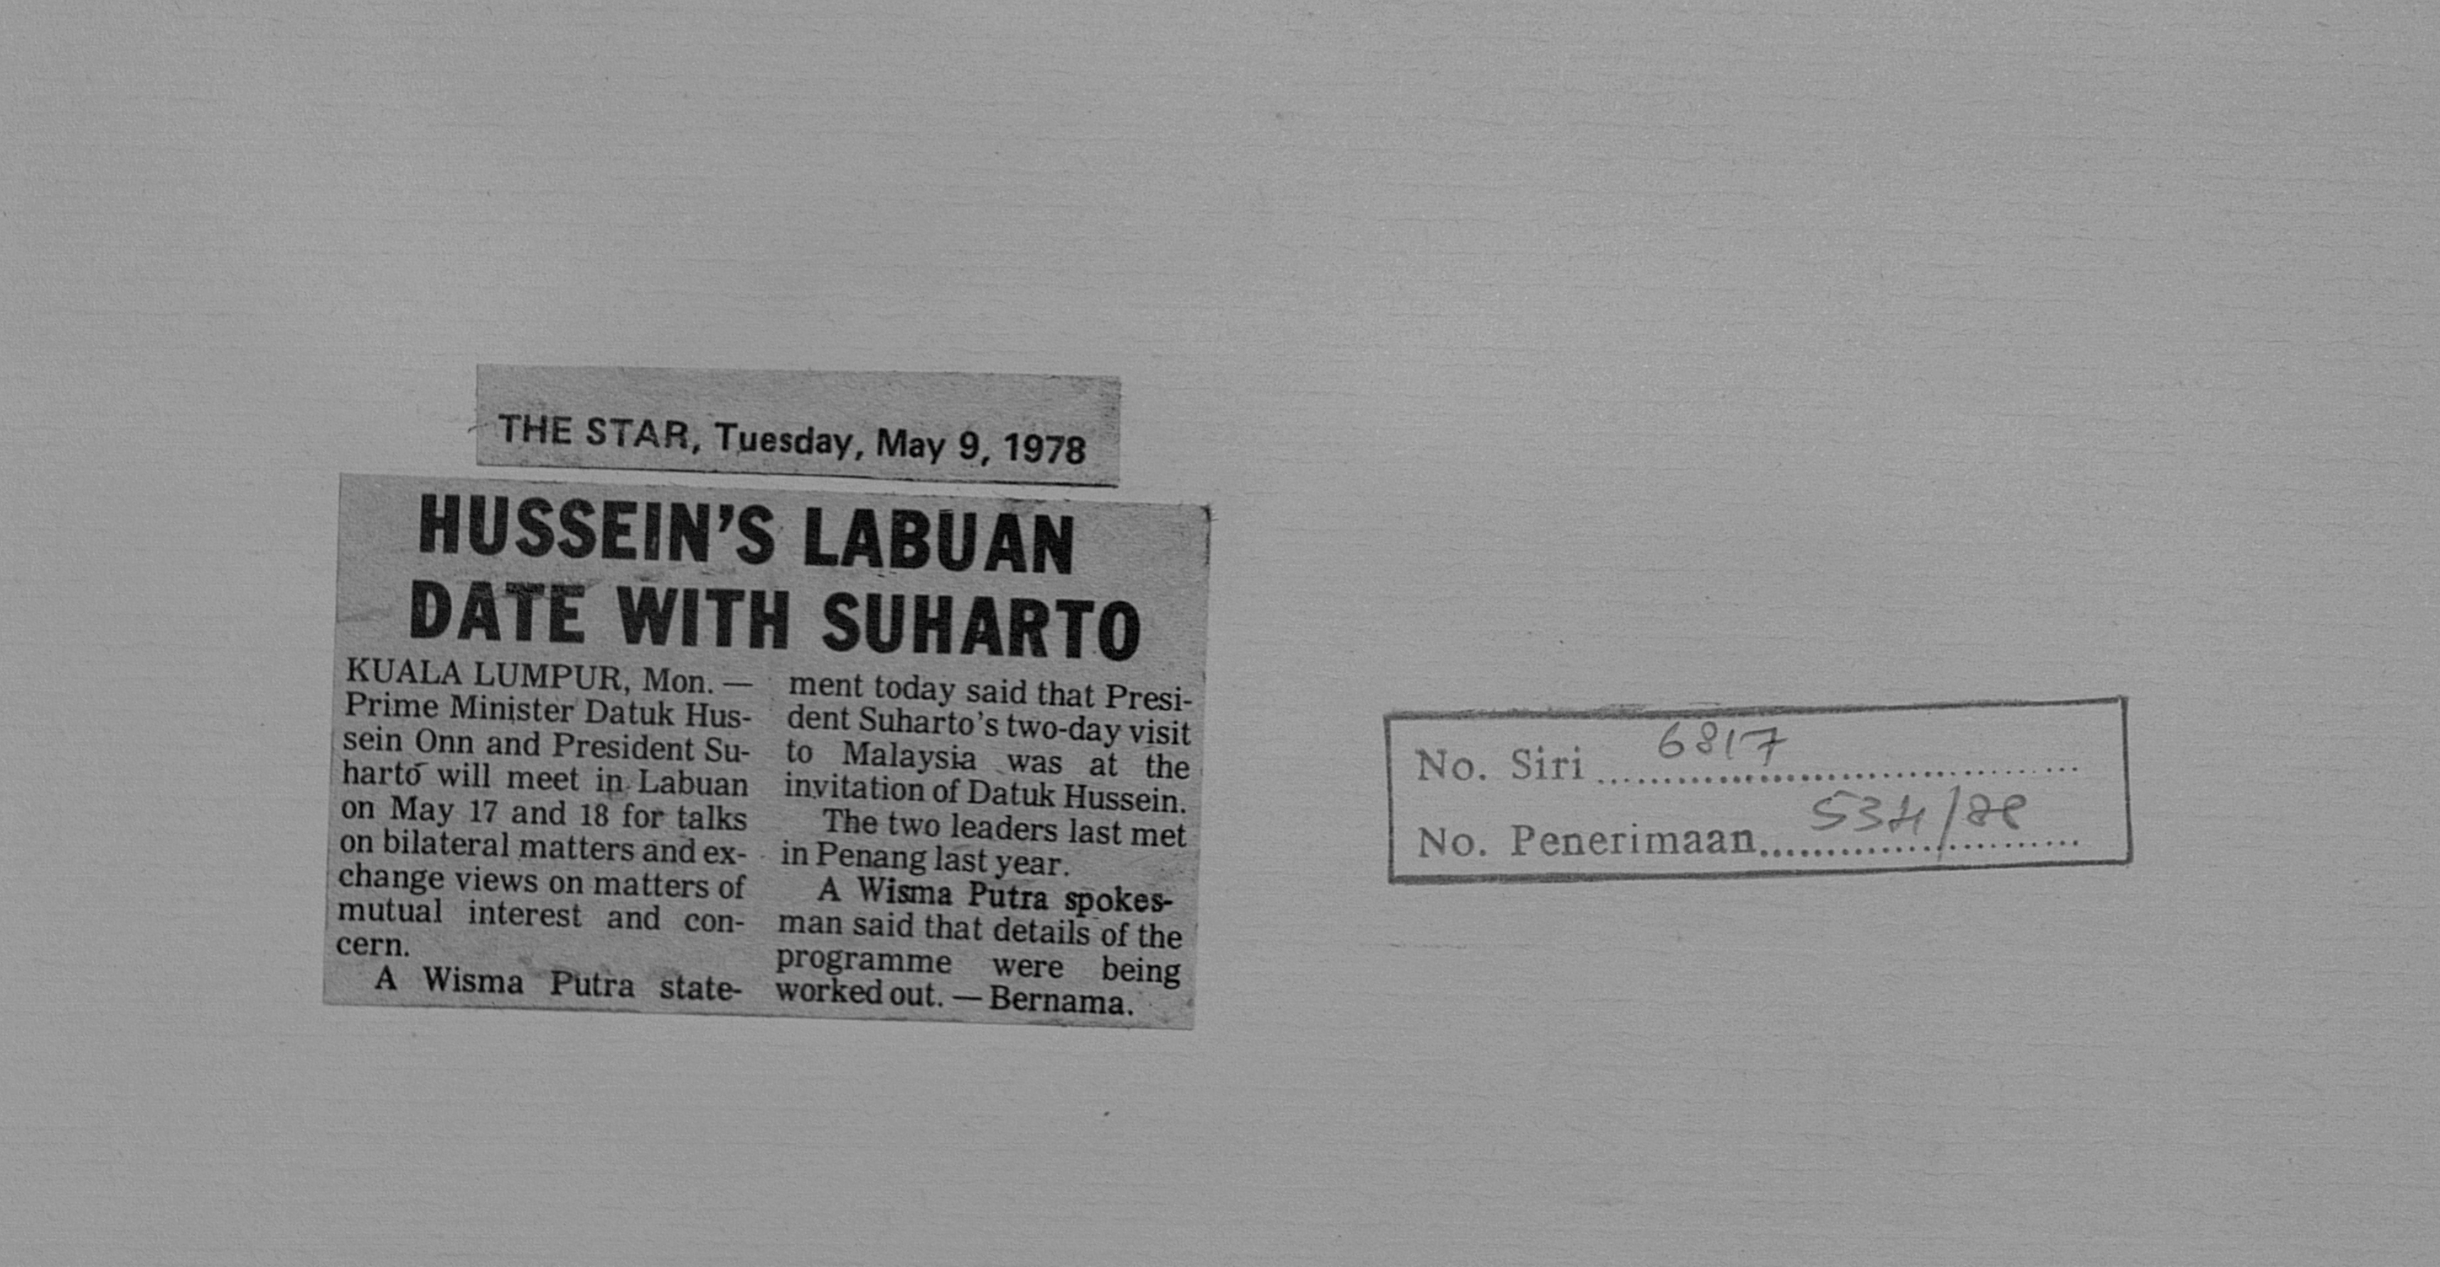 THE STAR, Tuesday, May 9, 1978
HUSSEIN'S LABUAN
DATE WITH SUHARTO
KUALA LUMPUR, Mon. —
Prime Minister Datuk Hus-
sein Onn and President Su-
harto will meet in Labuan
on May 17 and 18 for talks
on bilateral matters and ex-
change views on matters of
mutual interest and con-
cern.
A Wisma Putra state-
ment today said that Presi-
dent Suharto's two-day visit
to Malaysia was at the
invitation of Datuk Hussein.
The two leaders last met
in Penang last year.
A Wisma Putra spokes-
man said that details of the
programme were being
worked out. — Bernama.
No. Siri 6817
No. Penerimaan